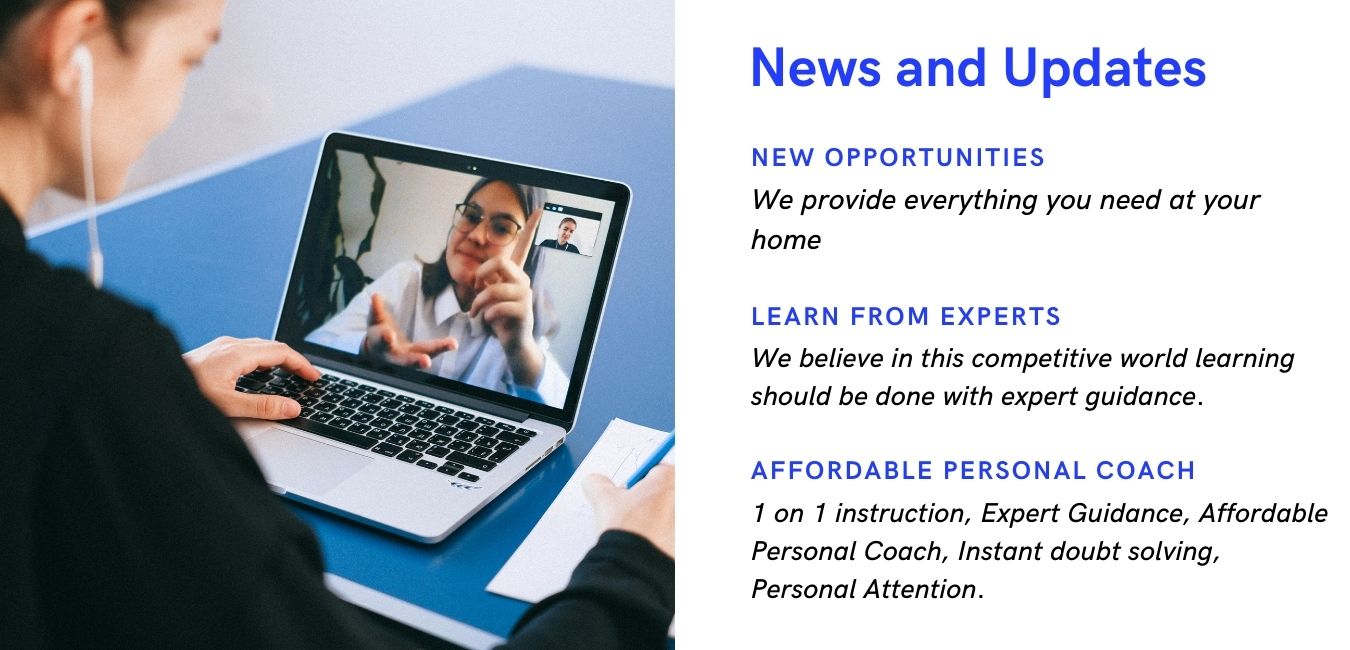 News and Updates
NEW OPPORTUNITIES
We provide everything you need at your
home
LEARN FROM EXPERTS
We believe in this competitive world learning
should be done with expert guidance.
AFFORDABLE PERSONAL COACH
1 on 1 instruction, Expert Guidance, Affordable
Personal Coach, Instant doubt solving,
Personal Attention.